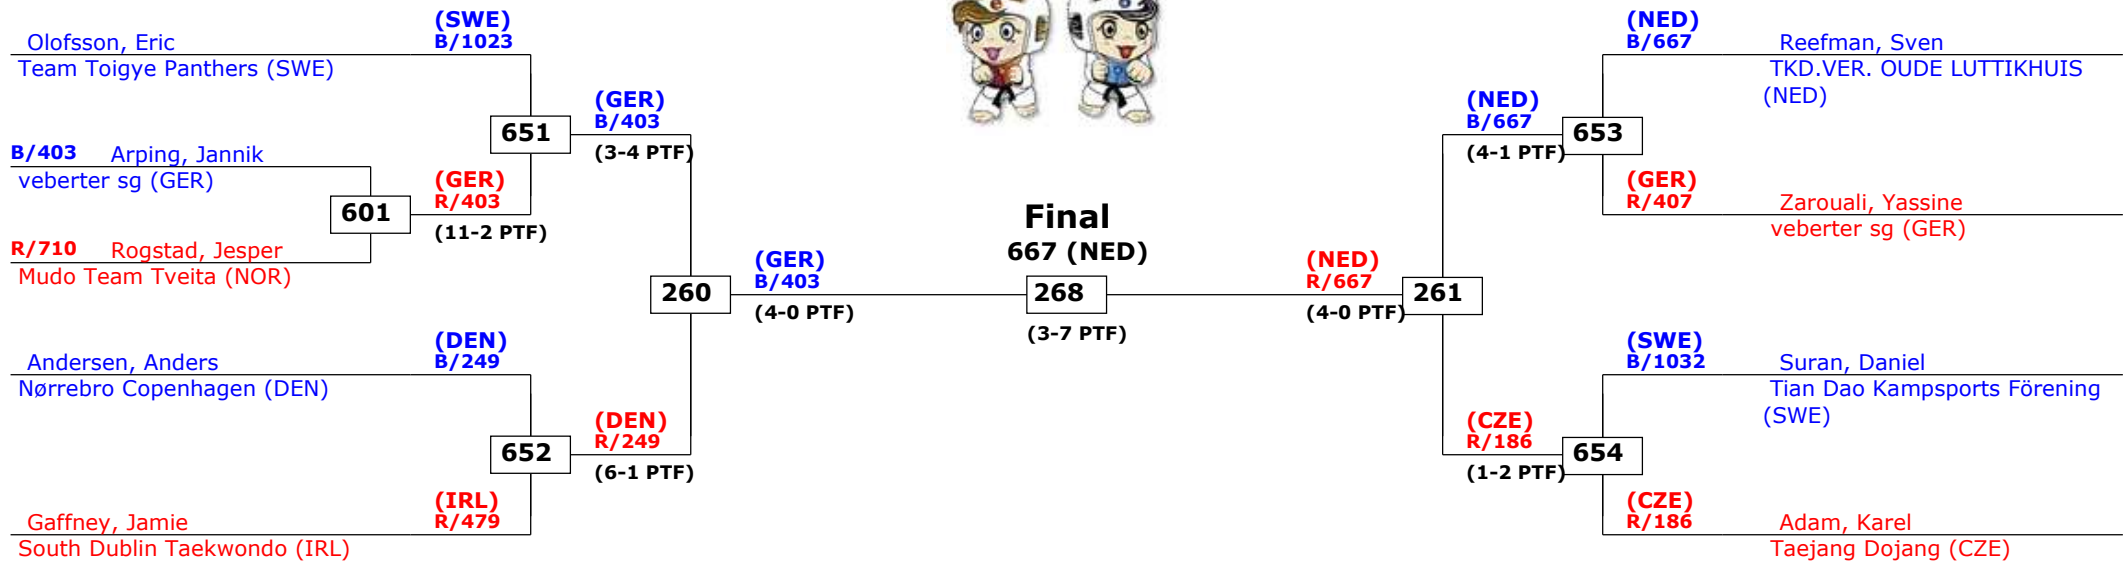 (SWE)
B/1023
Olofsson, Eric
Team Toigye Panthers (SWE)
B/403 Arping, Jannik
veberter sg (GER)
601
R/710 Rogstad, Jesper
Mudo Team Tveita (NOR)
(GER)
R/403
(11-2 PTF)
651
(GER)
B/403
(3-4 PTF)
(DEN)
B/249
Andersen, Anders
Nørrebro Copenhagen (DEN)
652
(IRL)
R/479
Gaffney, Jamie
South Dublin Taekwondo (IRL)
(DEN)
R/249
(6-1 PTF)
260
(GER)
B/403
(4-0 PTF)
Final
667 (NED)
268
(3-7 PTF)
(NED)
R/667
(4-0 PTF)
261
(NED)
B/667
(4-1 PTF)
653
(NED)
B/667
Reefman, Sven
TKD.VER. OUDE LUTTIKHUIS
(NED)
(GER)
R/407
Zarouali, Yassine
veberter sg (GER)
(CZE)
R/186
(1-2 PTF)
654
(SWE)
B/1032
Suran, Daniel
Tian Dao Kampsports Förening
(SWE)
(CZE)
R/186
Adam, Karel
Taejang Dojang (CZE)